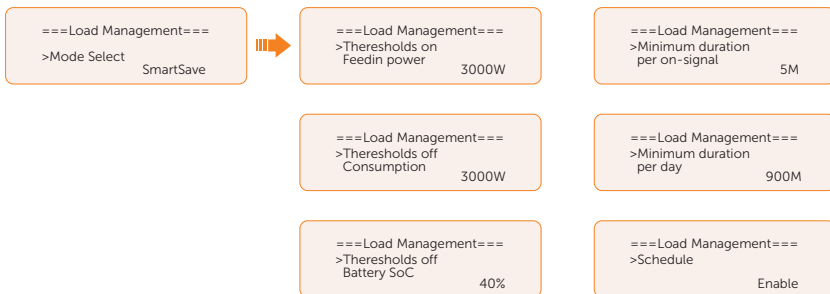 ===Load Management===
>Mode Select
SmartSave
===Load Management===
>Theresholds on
Feedin power
3000W
===Load Management===
>Minimum duration
per on-signal
5M
===Load Management===
>Theresholds off
Consumption
3000W
===Load Management===
>Minimum duration
per day
900M
===Load Management===
>Theresholds off
Battery SoC
40%
===Load Management===
>Schedule
Enable